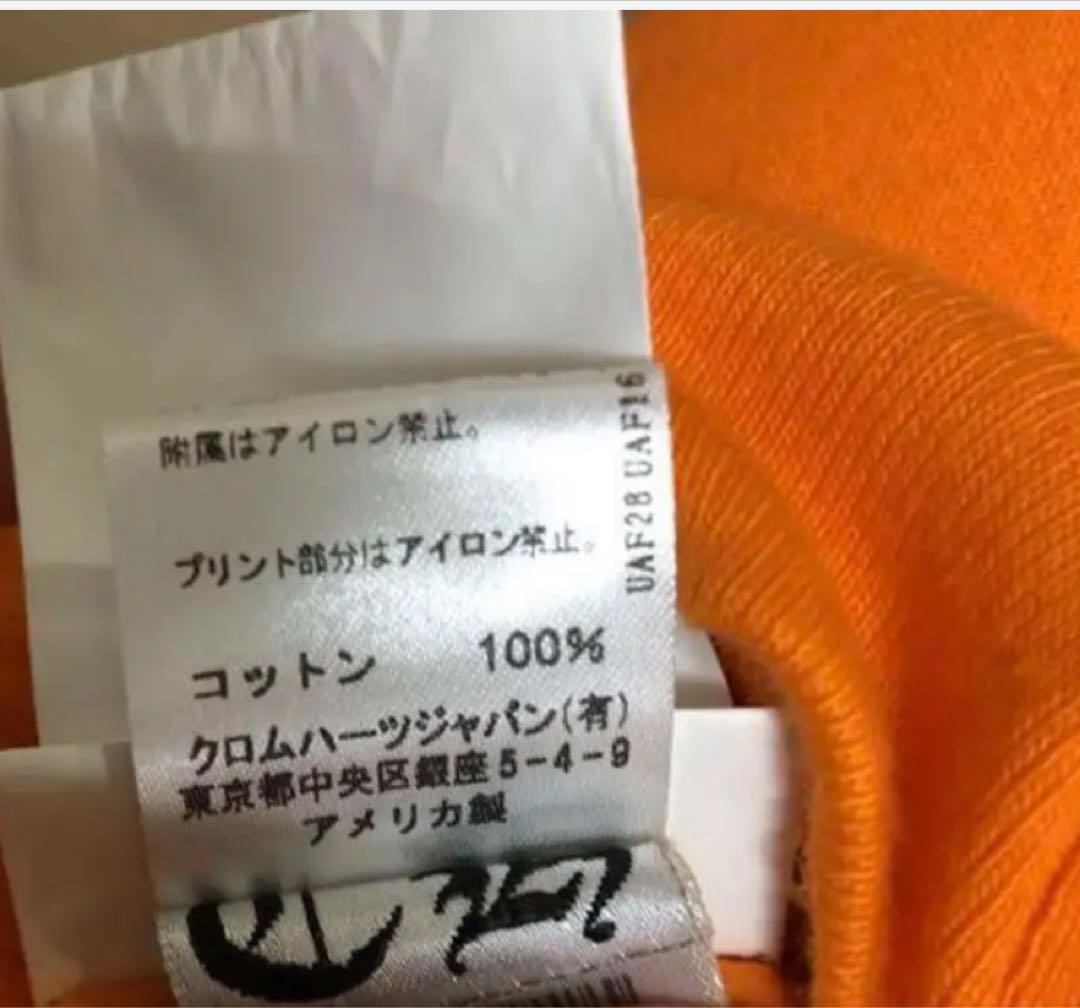 附属はアイロン禁止。
プリント部分はアイロン禁止。
コットン 100%
クロムハーツジャパン(有)
東京都中央区銀座5-4-9
アメリカ製
UAF28 UAF16